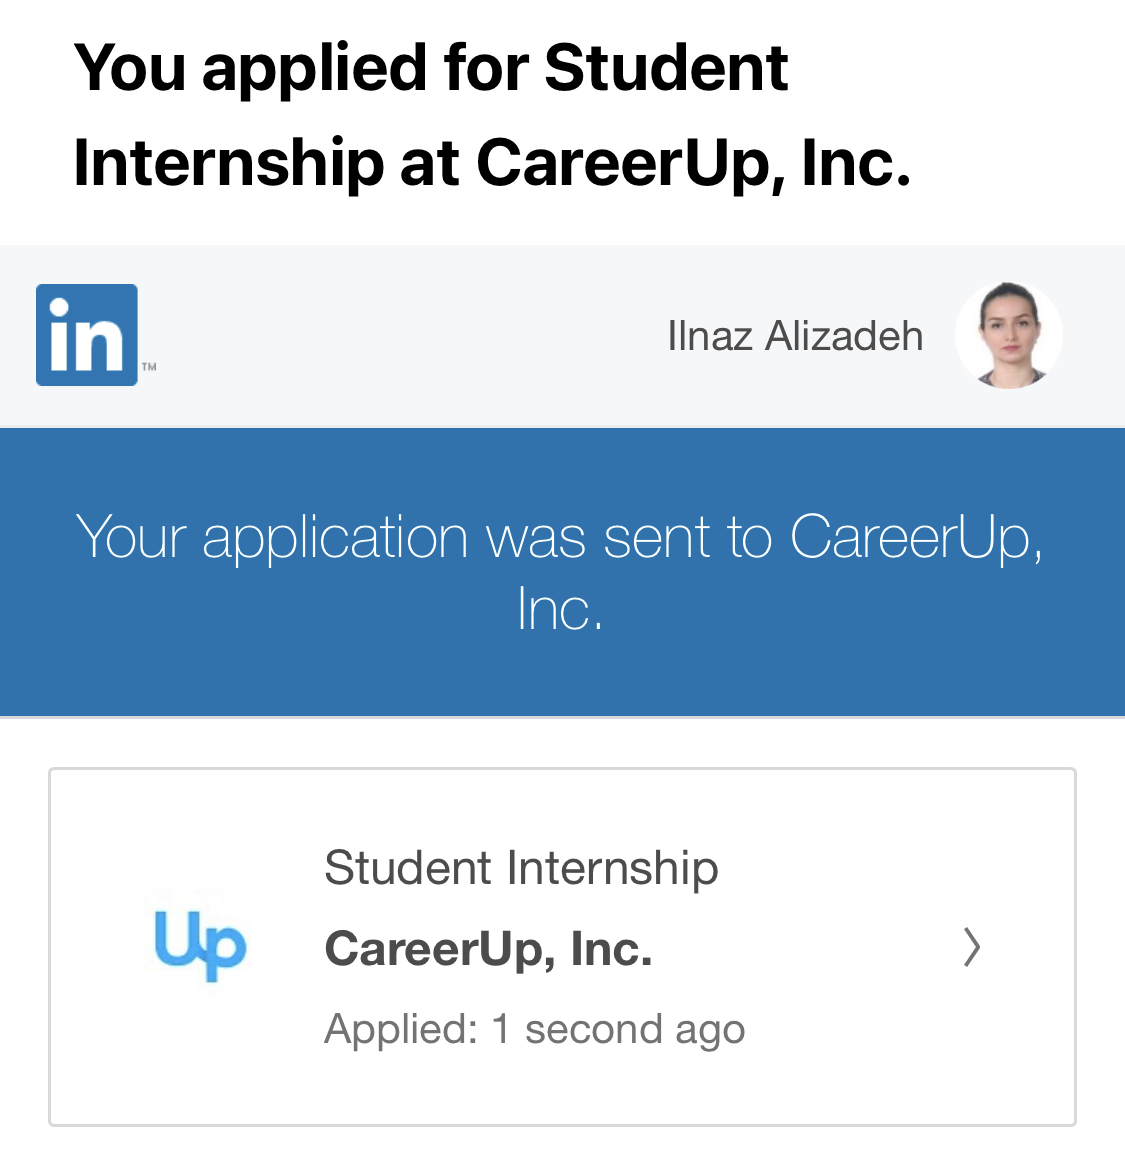 You applied for Student
Internship at CareerUp, Inc.
in™
Ilnaz Alizadeh
Your application was sent to CareerUp,
Inc.
Student Internship
Up
CareerUp, Inc.
Applied: 1 second ago